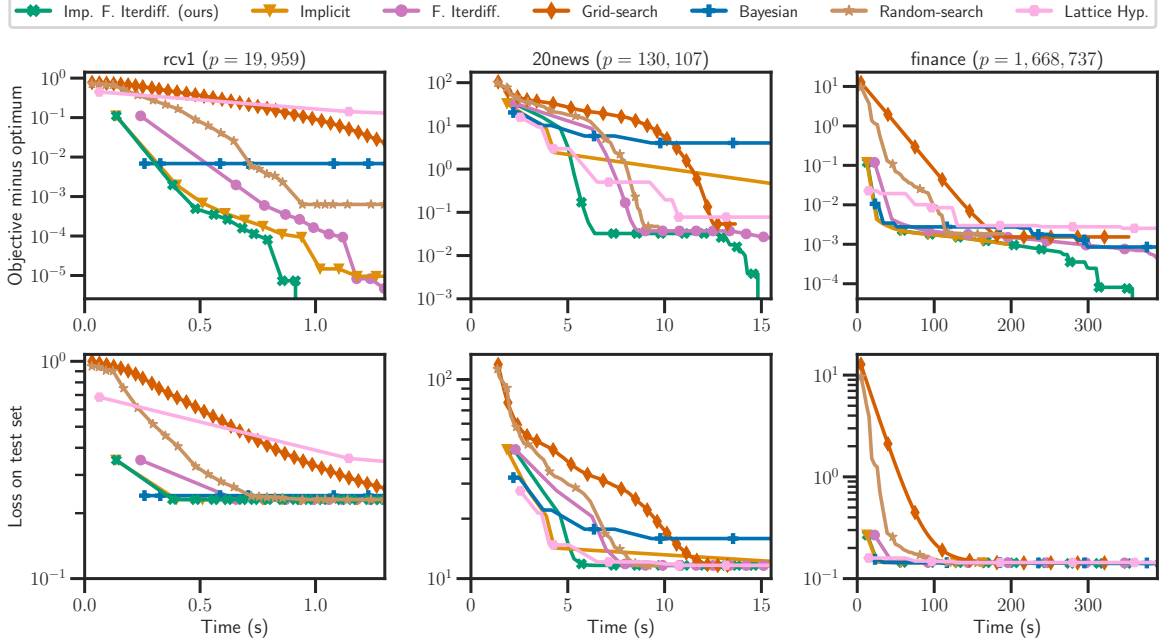 Imp. F. Iterdiff. (ours) Implicit F. Iterdiff. Grid-search Bayesian Random-search Lattice Hyp.
rcv1 (p = 19, 959) 20news (p = 130, 107) finance (p = 1, 668, 737)
Objective minus optimum
10^0
10^−1
10^−2
10^−3
10^−4
10^−5
0.0 0.5 1.0
10^2
10^1
10^0
10^−1
10^−2
10^−3
0 5 10 15
10^1
10^0
10^−1
10^−2
10^−3
10^−4
0 100 200 300
Loss on test set
10^0
10^−1
0.0 0.5 1.0
Time (s)
10^2
10^1
0 5 10 15
Time (s)
10^1
10^0
10^−1
0 100 200 300
Time (s)